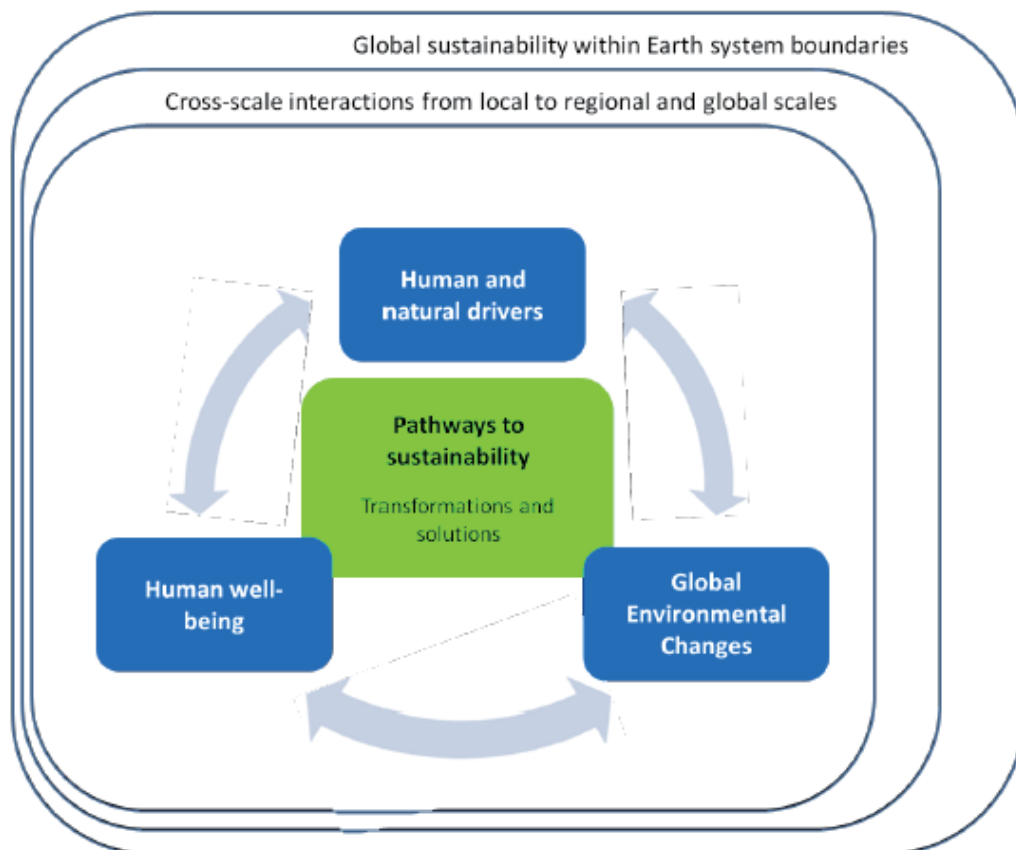 Global sustainability within Earth system boundaries
Cross-scale interactions from local to regional and global scales
Human and
natural drivers
Pathways to
sustainability
Transformations and
solutions
Human well-
being
Global
Environmental
Changes